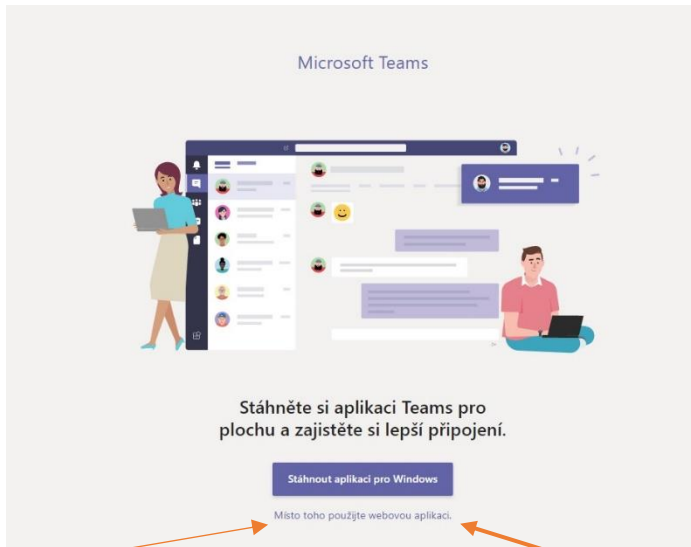 Microsoft Teams
Stáhněte si aplikaci Teams pro
plochu a zajistěte si lepší připojení.
Stáhnout aplikaci pro Windows
Místo toho použijte webovou aplikaci.